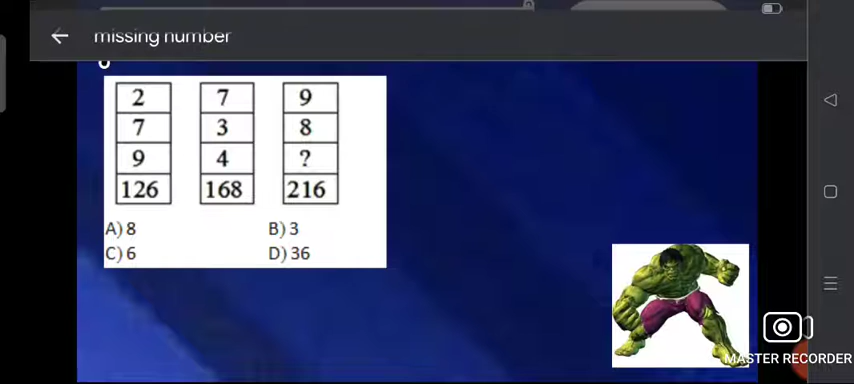 missing number
2 7 9
7 3 8
9 4 ?
126 168 216
A) 8 B) 3
C) 6 D) 36
MASTER RECORDER